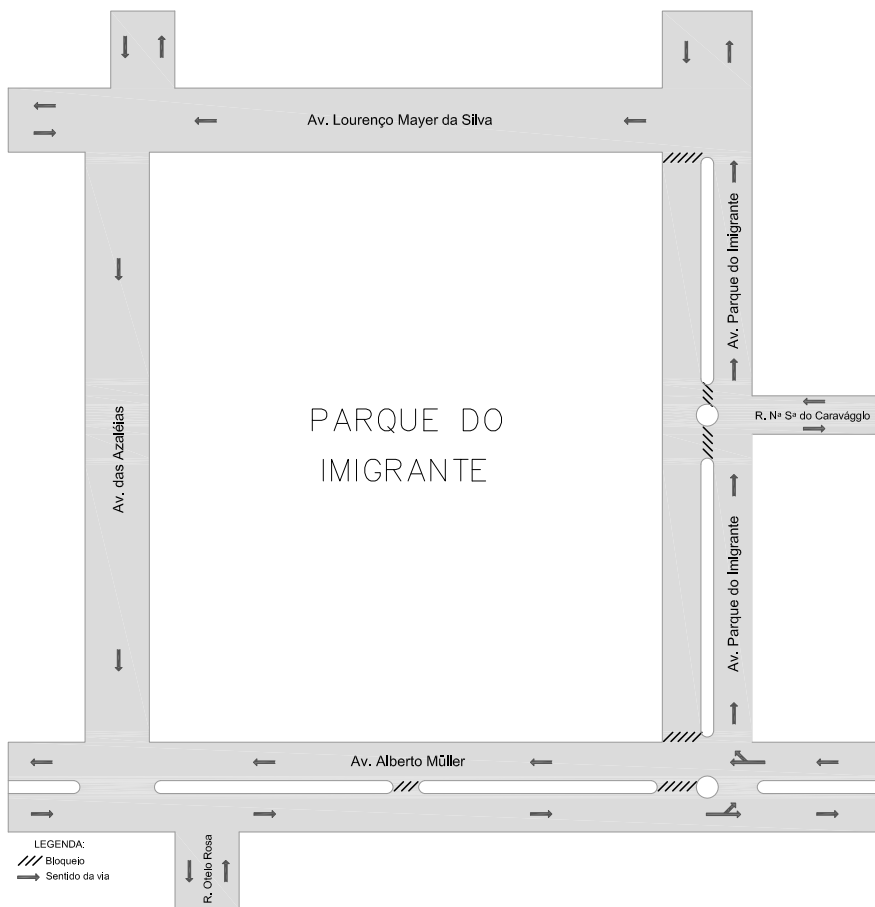 Av. Lourenço Mayer da Silva
Av. Parque do Imigrante
R. Nª Sª do Caravágglo
PARQUE DO
IMIGRANTE
Av. das Azaléias
Av. Parque do Imigrante
Av. Alberto Müller
R. Otelo Rosa
LEGENDA:
Bloqueio
Sentido da via